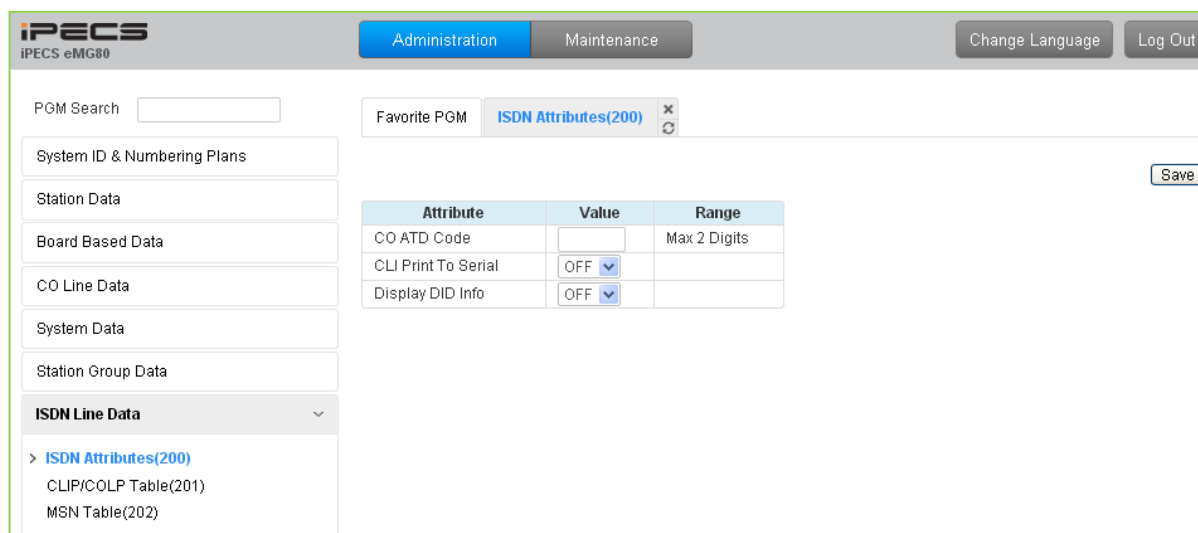 iPECS
iPECS eMG80
Administration
Maintenance
Change Language
Log Out
PGM Search
Favorite PGM
ISDN Attributes(200)
System ID & Numbering Plans
Station Data
Board Based Data
CO Line Data
System Data
Station Group Data
ISDN Line Data
ISDN Attributes(200)
CLIP/COLP Table(201)
MSN Table(202)
Save
Attribute Value Range
CO ATD Code Max 2 Digits
CLI Print To Serial OFF
Display DID Info OFF